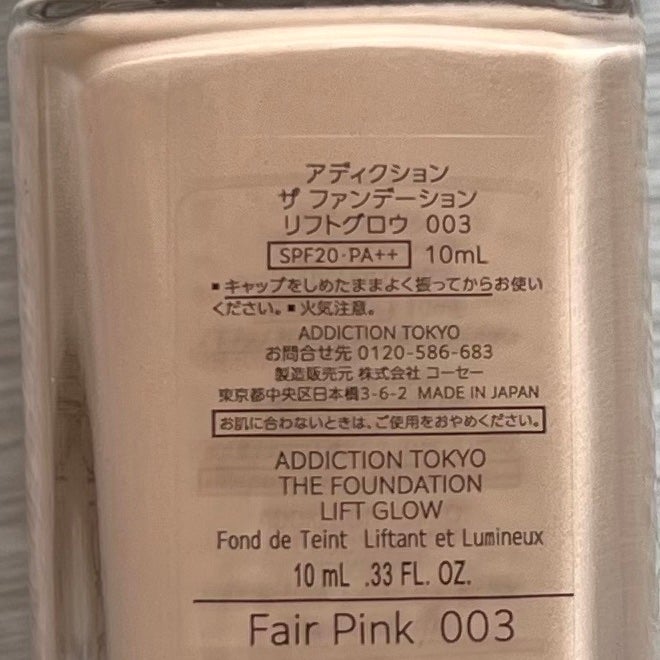 アディクション
ザ ファンデーション
リフトグロウ 003
SPF20・PA++ 10mL
▪キャップをしめたままよく振ってからお使い
ください。▪火気注意。
ADDICTION TOKYO
お問合せ先 0120-586-683
製造販売元 株式会社 コーセー
東京都中央区日本橋3-6-2 MADE IN JAPAN
お肌に合わないときは、ご使用をおやめください。
ADDICTION TOKYO
THE FOUNDATION
LIFT GLOW
Fond de Teint Liftant et Lumineux
10 mL .33 FL. OZ.
Fair Pink 003